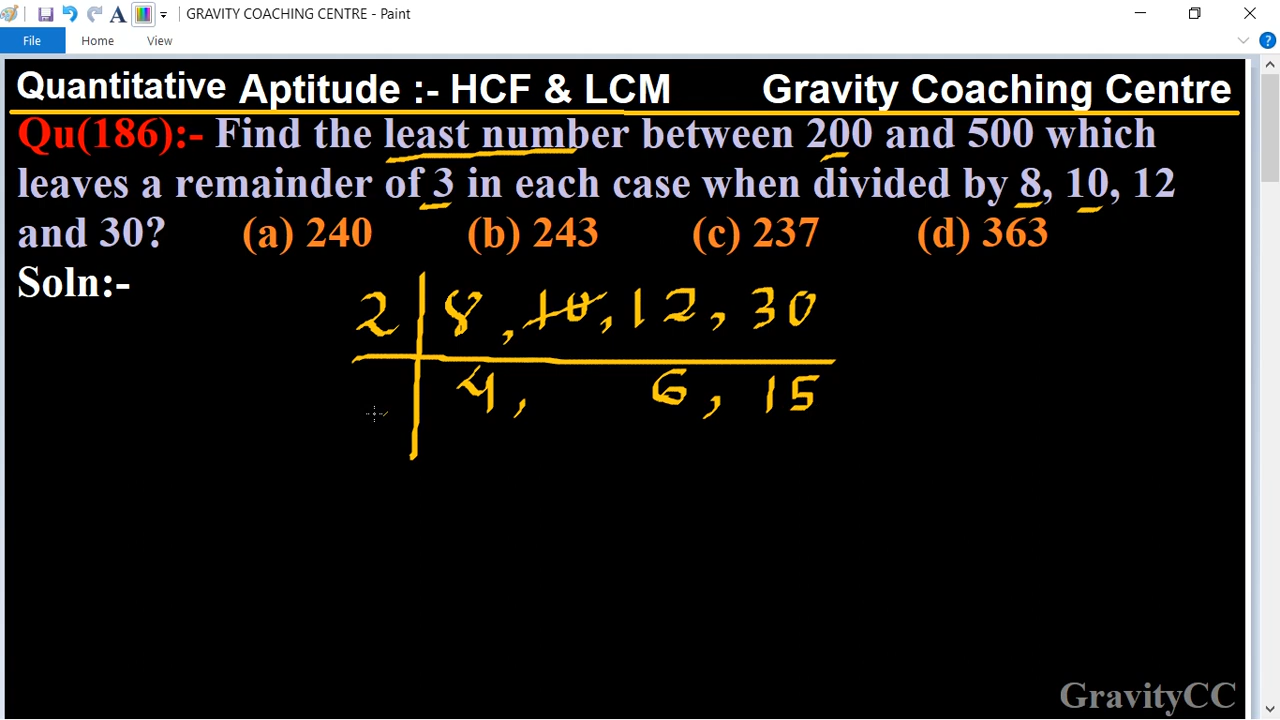 GRAVITY COACHING CENTRE - Paint
File Home View
Quantitative Aptitude :- HCF & LCM Gravity Coaching Centre
Qu(186):- Find the least number between 200 and 500 which
leaves a remainder of 3 in each case when divided by 8, 10, 12
and 30? (a) 240 (b) 243 (c) 237 (d) 363
Soln:-
2 8, 10, 12, 30
4, 6, 15
GravityCC